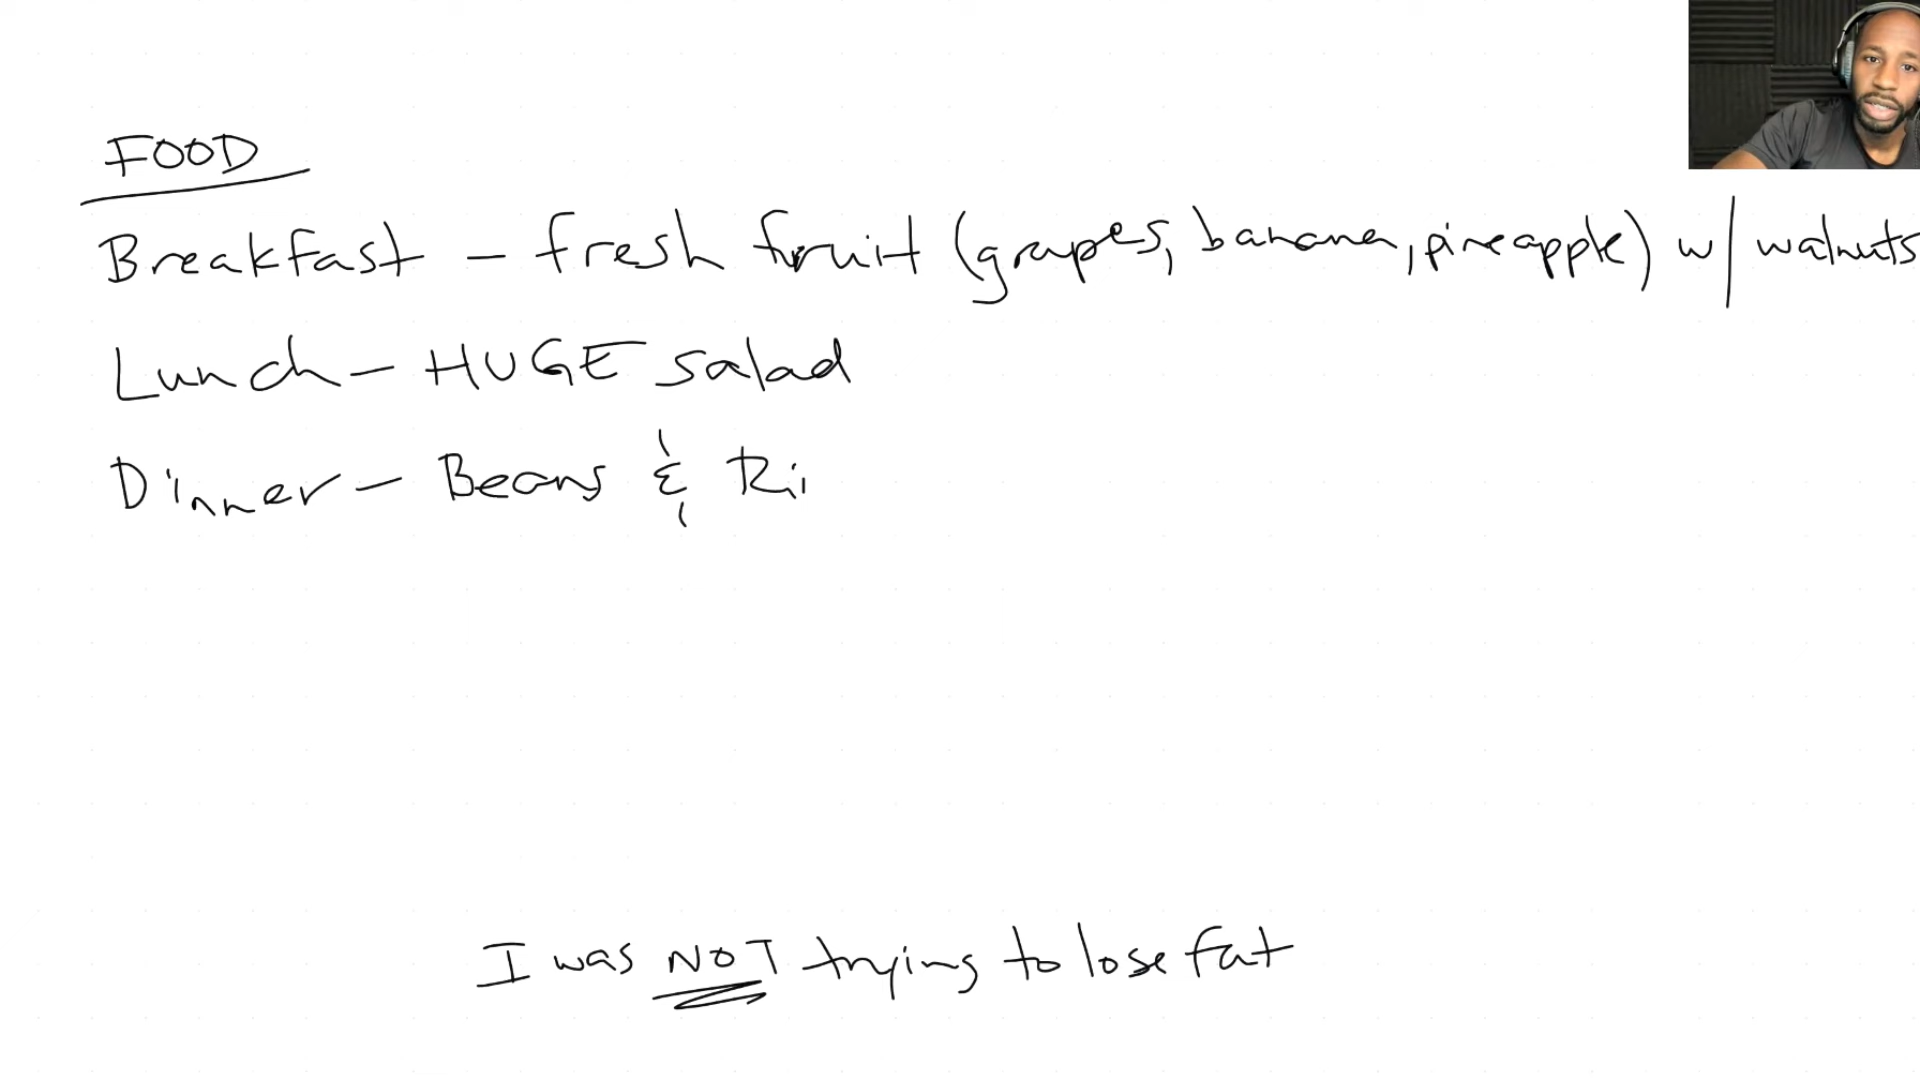 FOOD
Breakfast - fresh fruit (grapes, banana, pineapple) w/ walnuts
Lunch - HUGE salad
Dinner - Beans & Ri
I was NOT trying to lose fat